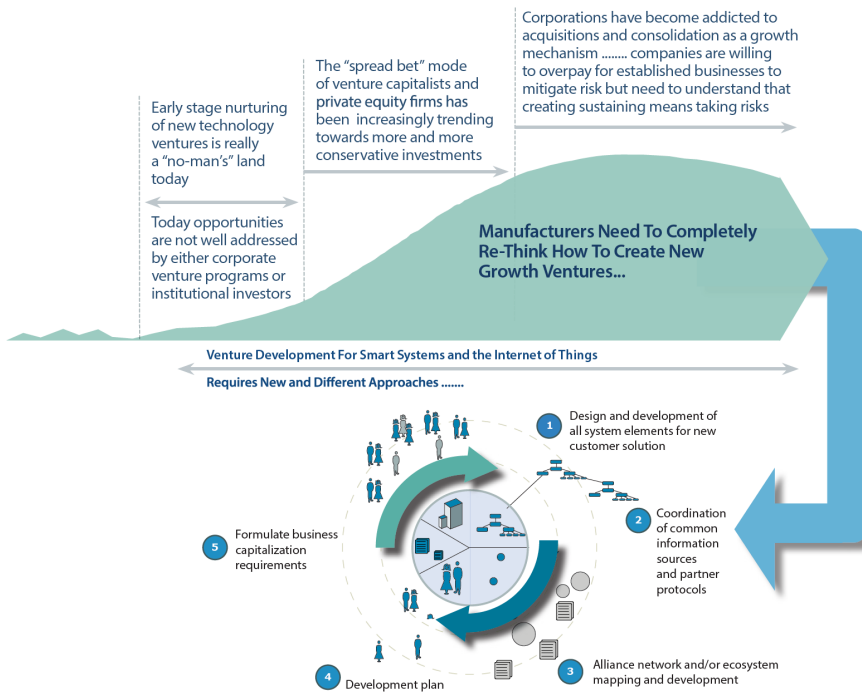 Corporations have become addicted to
acquisitions and consolidation as a growth
mechanism ........ companies are willing
to overpay for established businesses to
mitigate risk but need to understand that
creating sustaining means taking risks
The “spread bet” mode
of venture capitalists and
private equity firms has
been increasingly trending
towards more and more
conservative investments
Early stage nurturing
of new technology
ventures is really
a “no-man’s” land
today
Today opportunities
are not well addressed
by either corporate
venture programs or
institutional investors
Manufacturers Need To Completely
Re-Think How To Create New
Growth Ventures...
Venture Development For Smart Systems and the Internet of Things
Requires New and Different Approaches .......
1
Design and development of
all system elements for new
customer solution
2
Coordination
of common
information
sources
and partner
protocols
3
Alliance network and/or ecosystem
mapping and development
4
Development plan
5
Formulate business
capitalization
requirements